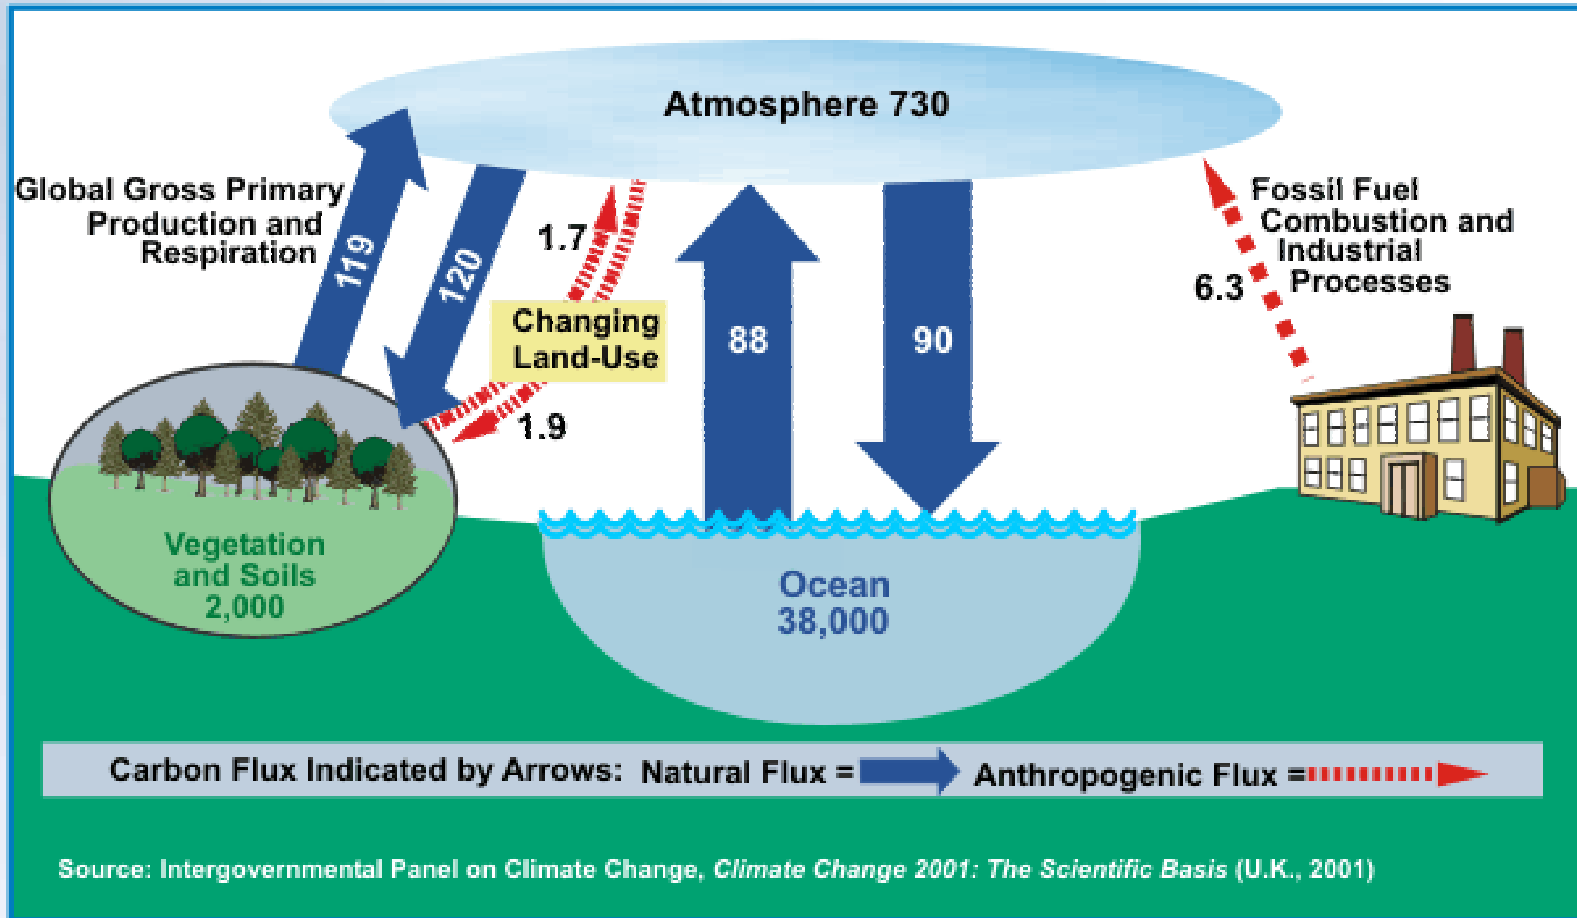 Atmosphere 730
Global Gross Primary
Production and
Respiration
119
120
1.7
Changing
Land-Use
1.9
88
90
Fossil Fuel
Combustion and
Industrial
Processes
6.3
Vegetation
and Soils
2,000
Ocean
38,000
Carbon Flux Indicated by Arrows: Natural Flux = Anthropogenic Flux =
Source: Intergovernmental Panel on Climate Change, Climate Change 2001: The Scientific Basis (U.K., 2001)